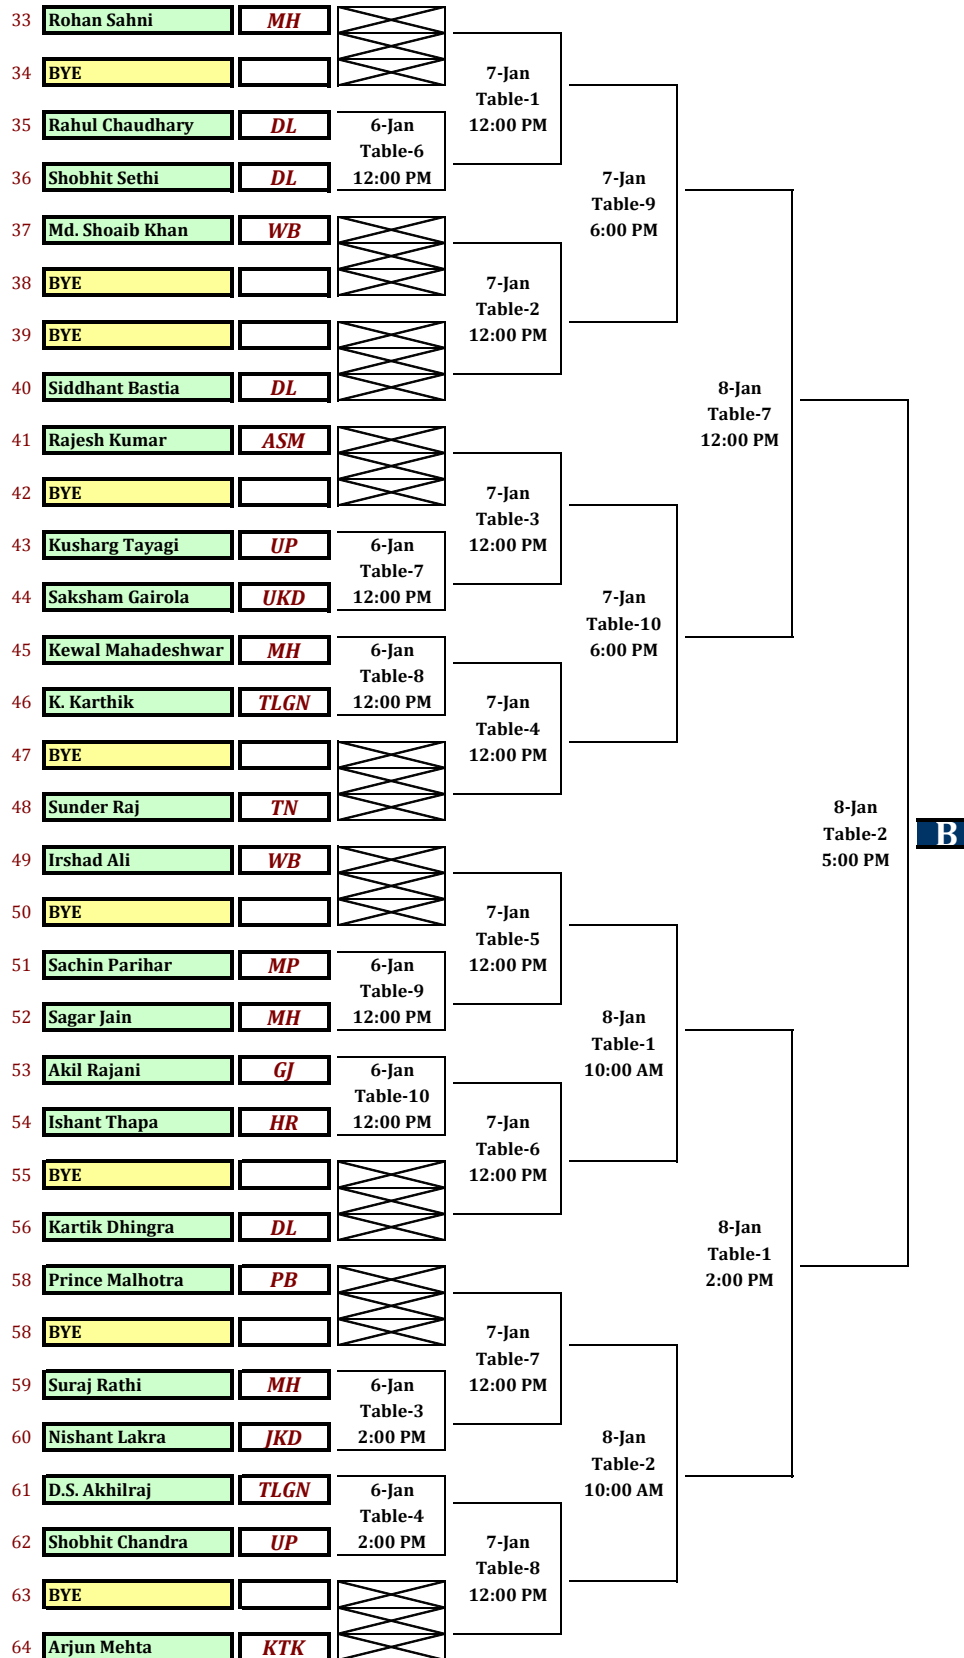 33 Rohan Sahni MH
34 BYE
7-Jan
Table-1
12:00 PM
35 Rahul Chaudhary DL
6-Jan
Table-6
12:00 PM
36 Shobhit Sethi DL
7-Jan
Table-9
6:00 PM
37 Md. Shoaib Khan WB
38 BYE
7-Jan
Table-2
12:00 PM
39 BYE
40 Siddhant Bastia DL
8-Jan
Table-7
12:00 PM
41 Rajesh Kumar ASM
42 BYE
7-Jan
Table-3
12:00 PM
43 Kusharg Tayagi UP
6-Jan
Table-7
12:00 PM
44 Saksham Gairola UKD
7-Jan
Table-10
6:00 PM
45 Kewal Mahadeshwar MH
6-Jan
Table-8
12:00 PM
46 K. Karthik TLGN
7-Jan
Table-4
12:00 PM
47 BYE
48 Sunder Raj TN
8-Jan
Table-2
5:00 PM
B
49 Irshad Ali WB
50 BYE
7-Jan
Table-5
12:00 PM
51 Sachin Parihar MP
6-Jan
Table-9
12:00 PM
52 Sagar Jain MH
8-Jan
Table-1
10:00 AM
53 Akil Rajani GJ
6-Jan
Table-10
12:00 PM
54 Ishant Thapa HR
7-Jan
Table-6
12:00 PM
55 BYE
56 Kartik Dhingra DL
8-Jan
Table-1
2:00 PM
58 Prince Malhotra PB
58 BYE
7-Jan
Table-7
12:00 PM
59 Suraj Rathi MH
6-Jan
Table-3
2:00 PM
60 Nishant Lakra JKD
8-Jan
Table-2
10:00 AM
61 D.S. Akhilraj TLGN
6-Jan
Table-4
2:00 PM
62 Shobhit Chandra UP
7-Jan
Table-8
12:00 PM
63 BYE
64 Arjun Mehta KTK